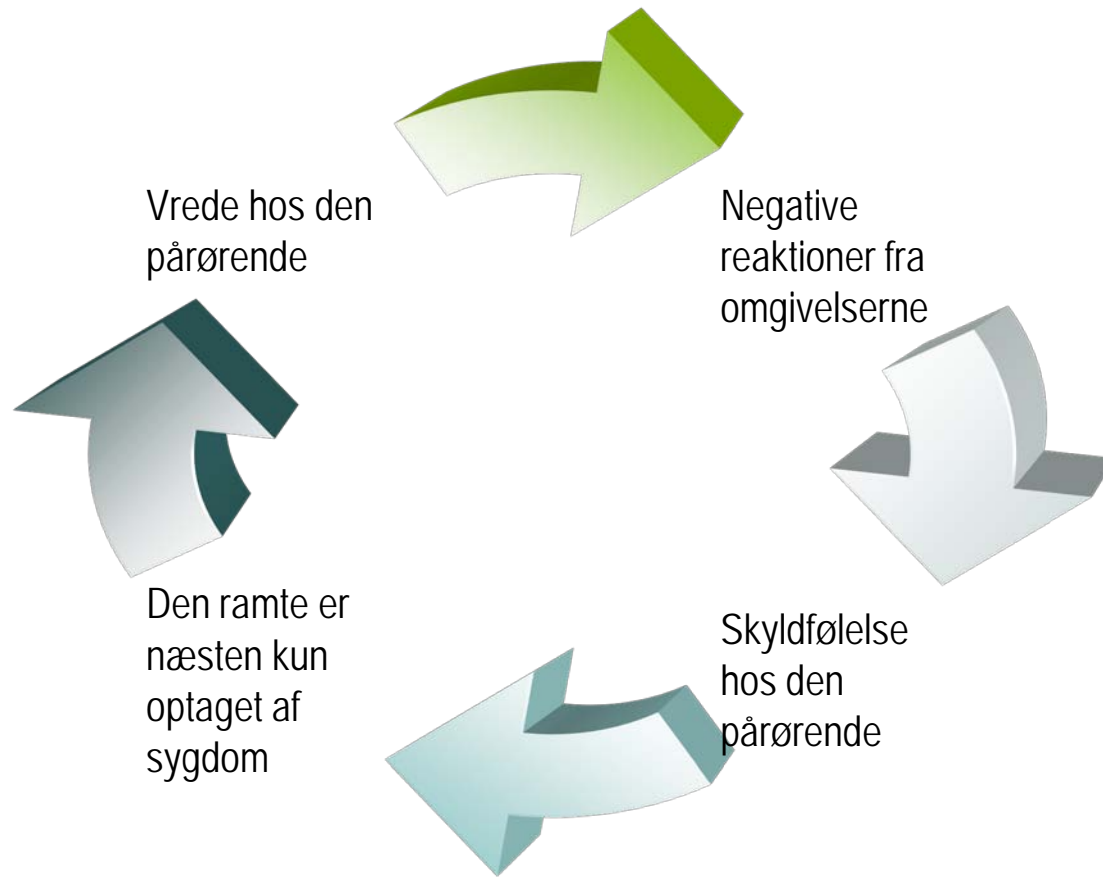 Vrede hos den
pårørende
Negative
reaktioner fra
omgivelserne
Skyldfølelse
hos den
pårørende
Den ramte er
næsten kun
optaget af
sygdom